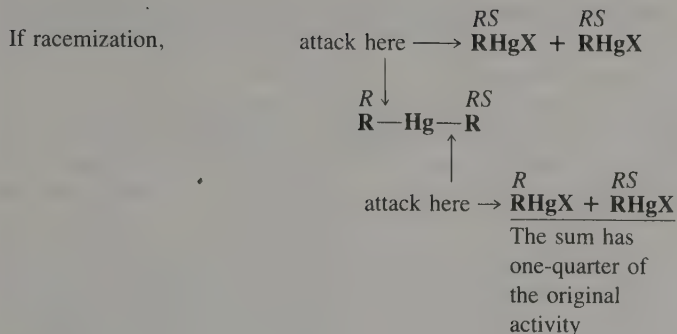 RS RS
If racemization, attack here ⟶ RHgX + RHgX
R RS
R—Hg—R
R RS
attack here → RHgX + RHgX
The sum has
one-quarter of
the original
activity